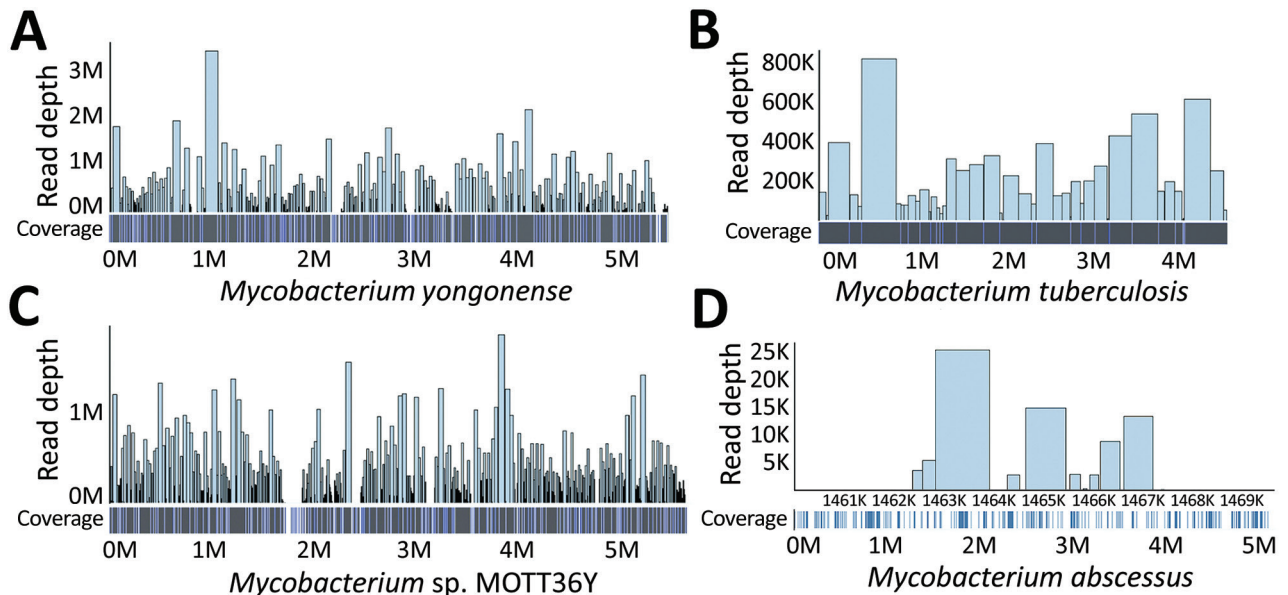 A
Read depth
3M
2M
1M
0M
Coverage
0M 1M 2M 3M 4M 5M
Mycobacterium yongonense
B
Read depth
800K
600K
400K
200K
Coverage
0M 1M 2M 3M 4M
Mycobacterium tuberculosis
C
Read depth
1M
0M
Coverage
0M 1M 2M 3M 4M 5M
Mycobacterium sp. MOTT36Y
D
Read depth
25K
20K
15K
10K
5K
1461K 1462K 1463K 1464K 1465K 1466K 1467K 1468K 1469K
Coverage
0M 1M 2M 3M 4M 5M
Mycobacterium abscessus